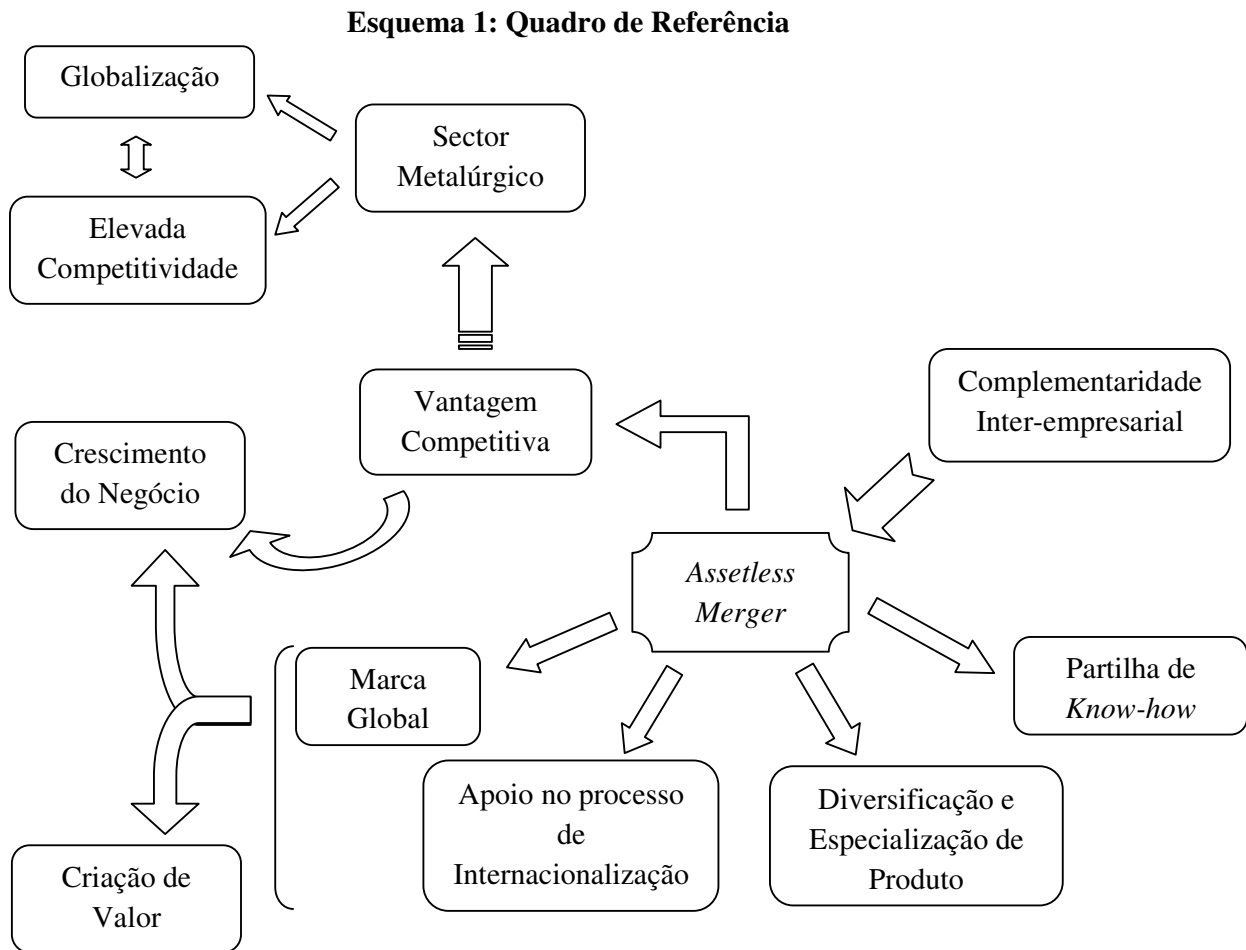 Esquema 1: Quadro de Referência
Globalização
Sector
Metalúrgico
Elevada
Competitividade
Vantagem
Competitiva
Complementaridade
Inter-empresarial
Crescimento
do Negócio
Assetless
Merger
Marca
Global
Partilha de
Know-how
Apoio no processo
de
Internacionalização
Diversificação e
Especialização de
Produto
Criação de
Valor